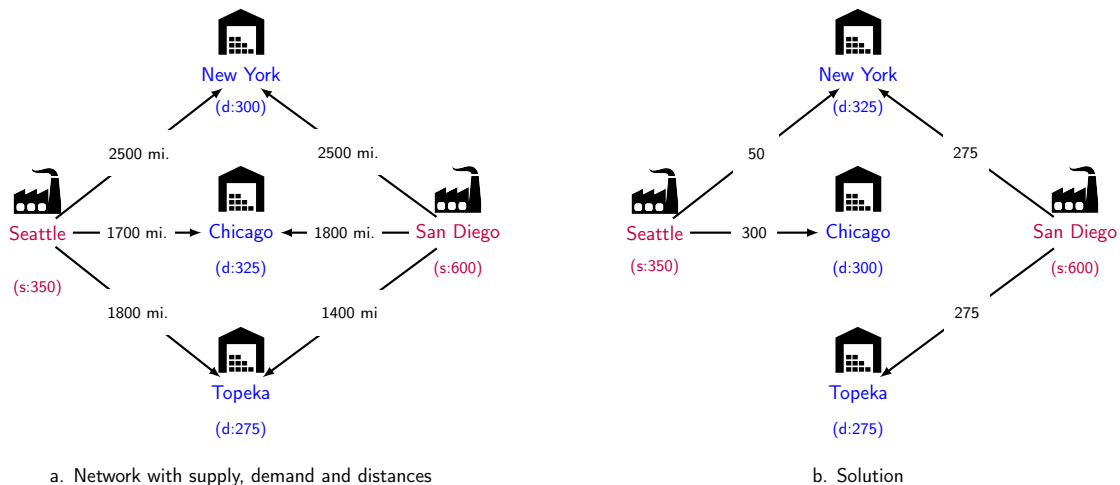 New York
(d:300)
2500 mi.
2500 mi.
Seattle
1700 mi.
Chicago
1800 mi.
San Diego
(s:350)
(d:325)
(s:600)
1800 mi.
1400 mi
Topeka
(d:275)
a. Network with supply, demand and distances
New York
(d:325)
50
275
Seattle
300
Chicago
San Diego
(s:350)
(d:300)
(s:600)
275
Topeka
(d:275)
b. Solution